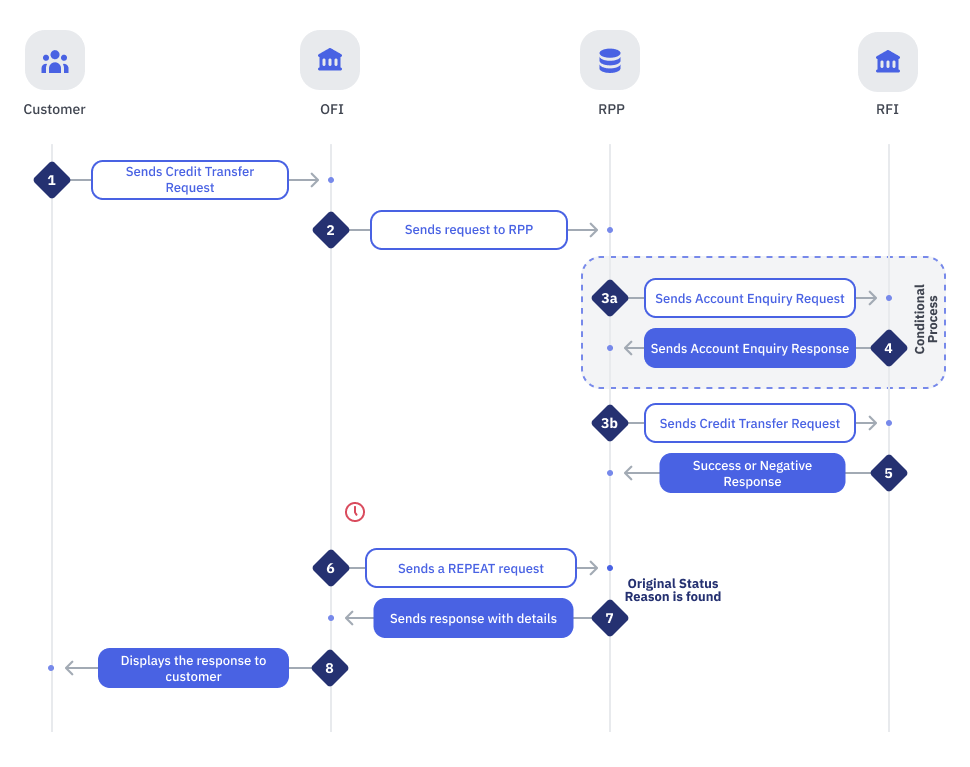 Customer
OFI
RPP
RFI
1
Sends Credit Transfer
Request
2
Sends request to RPP
3a
Sends Account Enquiry Request
Conditional
Process
Sends Account Enquiry Response
4
3b
Sends Credit Transfer Request
Success or Negative
Response
5
6
Sends a REPEAT request
Original Status
Reason is found
Sends response with details
7
Displays the response to
customer
8